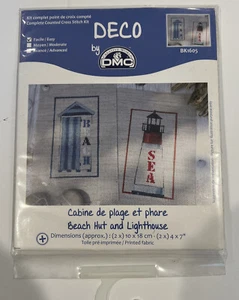 Kit complet point de croix compté
Complete Counted Cross Stitch Kit
Facile / Easy
Moyen / Moderate
Avancé / Advanced
DECO
by
DMC
BK1605
SEA
Cabine de plage et phare
Beach Hut and Lighthouse
Dimensions (approx.) : (2 x) 10 x 18 cm - (2 x) 4 x 7"
Toile pré imprimée / Printed fabric